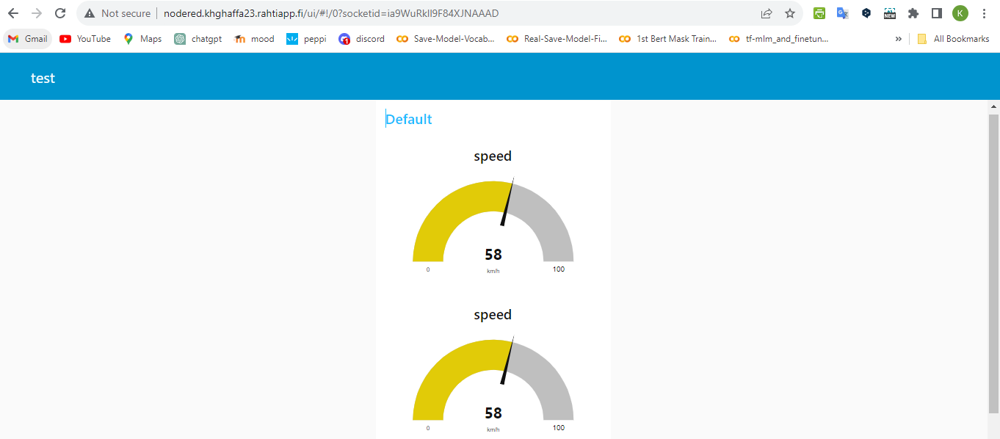 Not secure nodered.khghaffa23.rahtiapp.fi/ui/#!/0?socketid=ia9WuRkIl9F84XJNAAAD NEW K
Gmail YouTube Maps chatgpt mood peppi 1 discord Save-Model-Vocab... Real-Save-Model-Fi... 1st Bert Mask Train... tf-mlm_and_finetun... » All Bookmarks
test
Default
speed
58
0 km/h 100
speed
58
0 km/h 100